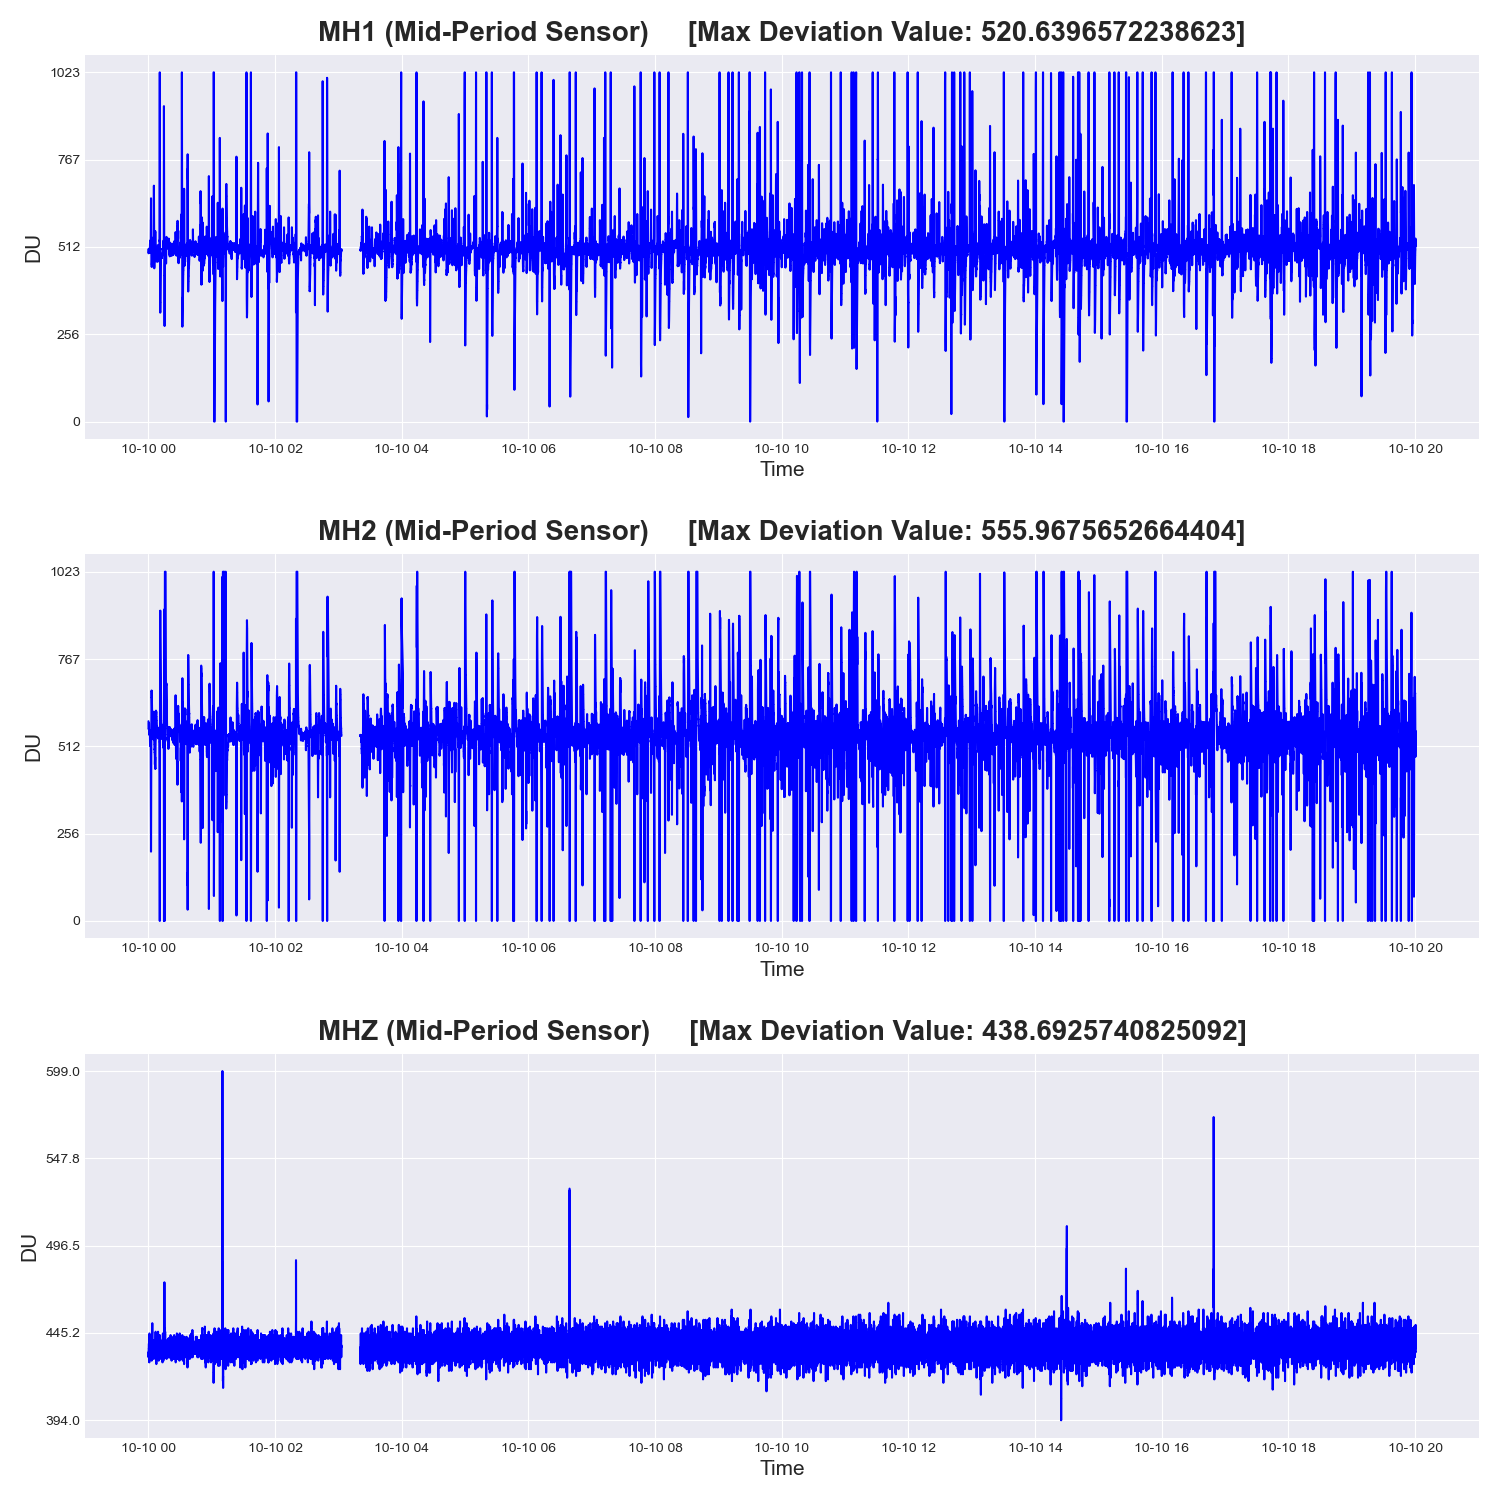 MH1 (Mid-Period Sensor) [Max Deviation Value: 520.6396572238623]
1023
767
512
256
0
DU
10-10 00 10-10 02 10-10 04 10-10 06 10-10 08 10-10 10 10-10 12 10-10 14 10-10 16 10-10 18 10-10 20
Time
MH2 (Mid-Period Sensor) [Max Deviation Value: 555.9675652664404]
1023
767
512
256
0
DU
10-10 00 10-10 02 10-10 04 10-10 06 10-10 08 10-10 10 10-10 12 10-10 14 10-10 16 10-10 18 10-10 20
Time
MHZ (Mid-Period Sensor) [Max Deviation Value: 438.6925740825092]
599.0
547.8
496.5
445.2
394.0
DU
10-10 00 10-10 02 10-10 04 10-10 06 10-10 08 10-10 10 10-10 12 10-10 14 10-10 16 10-10 18 10-10 20
Time